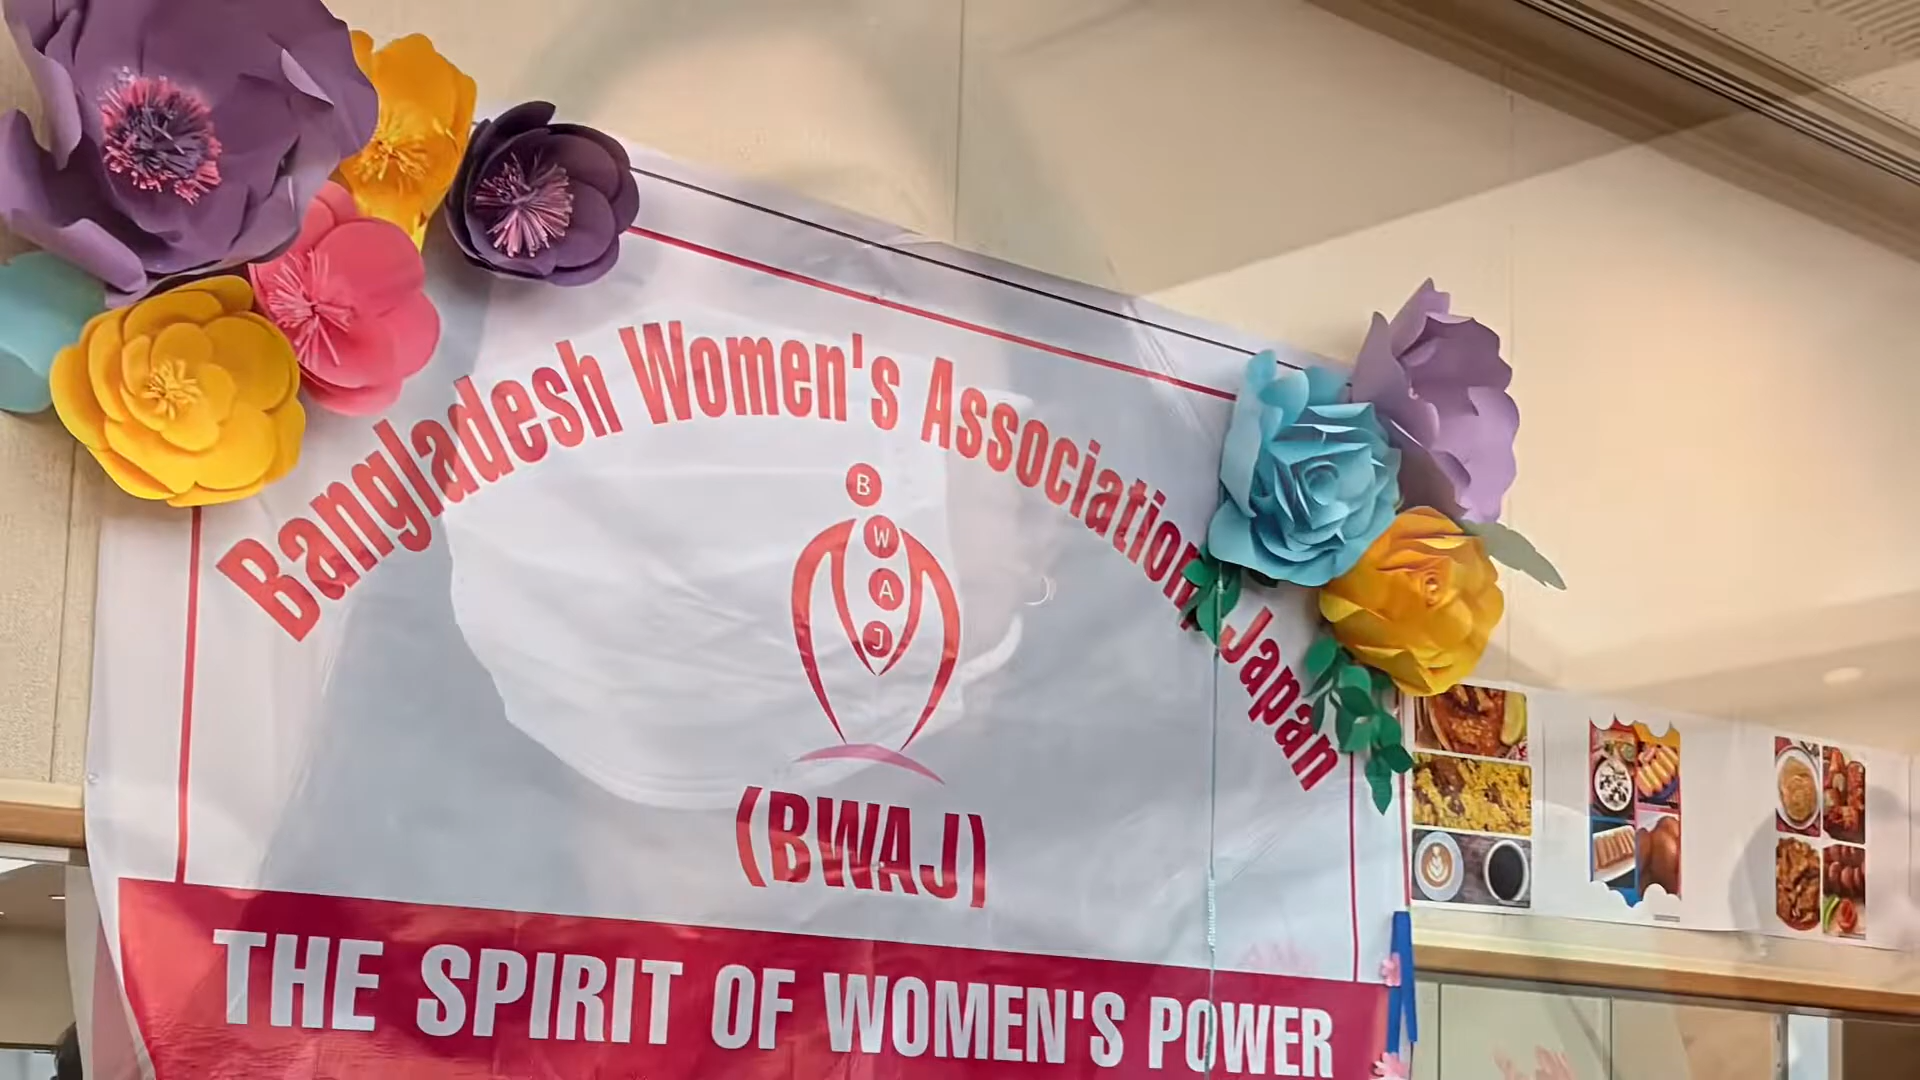 Bangladesh Women's Association, Japan
B
W
A
J
(BWAJ)
THE SPIRIT OF WOMEN'S POWER